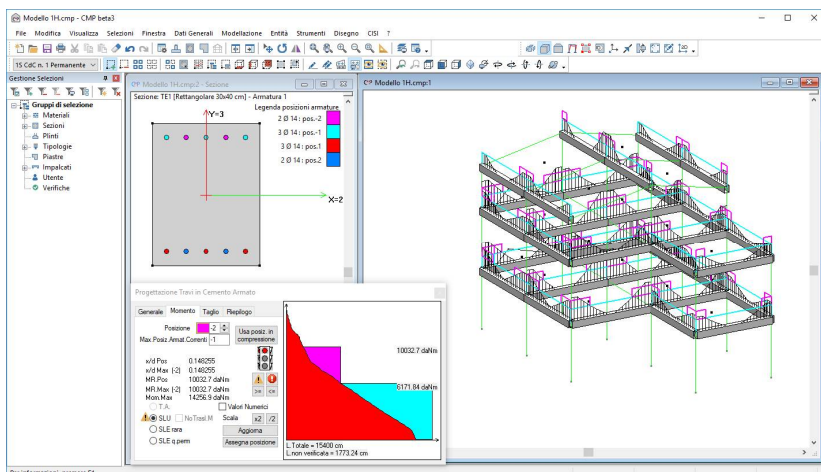 Modello 1H.cmp - CMP beta3
File Modifica Visualizza Selezioni Finestra Dati Generali Modellazione Entità Strumenti Disegno CISI ?
15 CdC n. 1 Permanente
Gestione Selezioni
Gruppi di selezione
Materiali
Sezioni
Plinti
Tipologie
Piastre
Impalcati
Utente
Verifiche
Modello 1H.cmp:2 - Sezione
Sezione: TE1 [Rettangolare 30x40 cm] - Armatura 1
Legenda posizioni armature
Y=3
2 Ø 14 : pos.-2
3 Ø 14 : pos.-1
3 Ø 14 : pos.1
2 Ø 14 : pos.2
X=2
Modello 1H.cmp:1
Progettazione Travi in Cemento Armato
Generale Momento Taglio Riepilogo
Posizione -2
Usa posiz. in compressione
Max.Posiz Armat.Correnti -1
x/d Pos 0.148255
x/d Max (-2) 0.148255
MR.Pos 10032.7 daNm
MR.Max (-2) 10032.7 daNm
Mom.Max 14256.9 daNm
>= <=
T.A. Valori Numerici
SLU NoTrasl.M Scala x2 /2
SLE rara Aggiorna
SLE q.perm Assegna posizione
10032.7 daNm
6171.84 daNm
L.Totale = 15400 cm
L.non verificata = 1773.24 cm